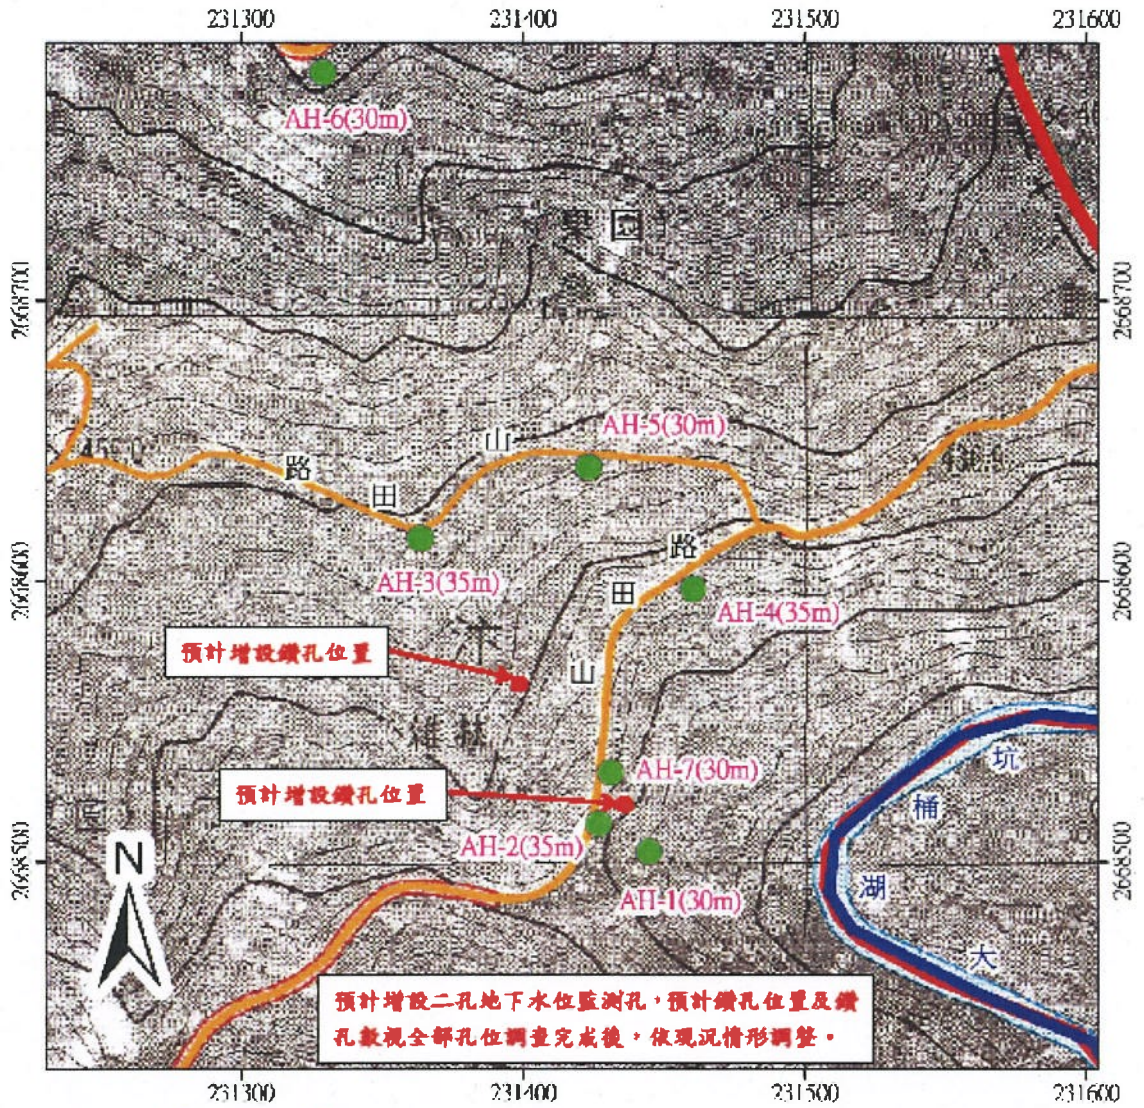 231300 231400 231500 231600
AH-6(30m)
2668700
2668700
AH-5(30m)
山
路
田
AH-3(35m)
2668600
2668600
路
田
山
AH-4(35m)
預計增設鑽孔位置
雜林
AH-7(30m)
預計增設鑽孔位置
AH-2(35m)
AH-1(30m)
坑
桶
湖
大
2668500
2668500
N
預計增設二孔地下水位監測孔，預計鑽孔位置及鑽
孔數視全部孔位調查完成後，依現況情形調整。
231300 231400 231500 231600